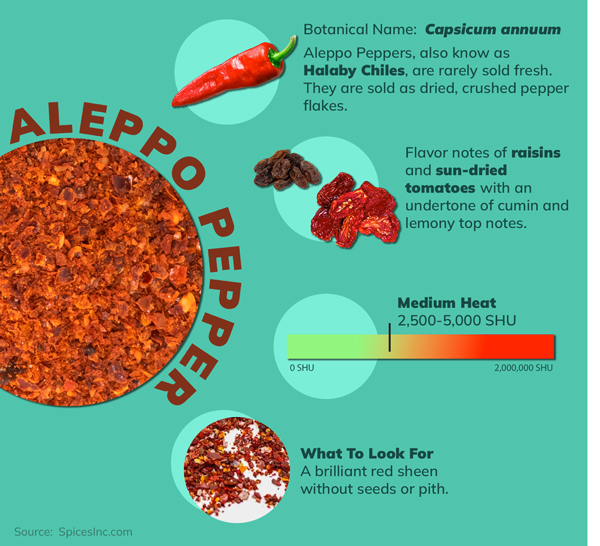 ALEPPO PEPPER
Botanical Name: Capsicum annuum
Aleppo Peppers, also know as
Halaby Chiles, are rarely sold fresh.
They are sold as dried, crushed pepper
flakes.
Flavor notes of raisins
and sun-dried
tomatoes with an
undertone of cumin and
lemony top notes.
Medium Heat
2,500-5,000 SHU
0 SHU
2,000,000 SHU
What To Look For
A brilliant red sheen
without seeds or pith.
Source: SpicesInc.com